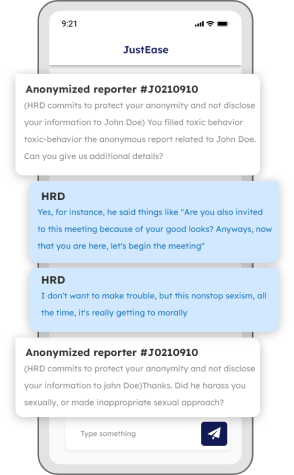 9:21
JustEase
Anonymized reporter #J0210910
(HRD commits to protect your anonymity and not disclose
your information to John Doe) You filled toxic behavior
toxic-behavior the anonymous report related to John Doe.
Can you give us additional details?
HRD
Yes, for instance, he said things like "Are you also invited
to this meeting because of your good looks? Anyways, now
that you are here, let's begin the meeting"
HRD
I don't want to make trouble, but this nonstop sexism, all
the time, it's really getting to morally
Anonymized reporter #J0210910
(HRD commits to protect your anonymity and not disclose
your information to john Doe)Thanks. Did he harass you
sexually, or made inappropriate sexual approach?
Type something